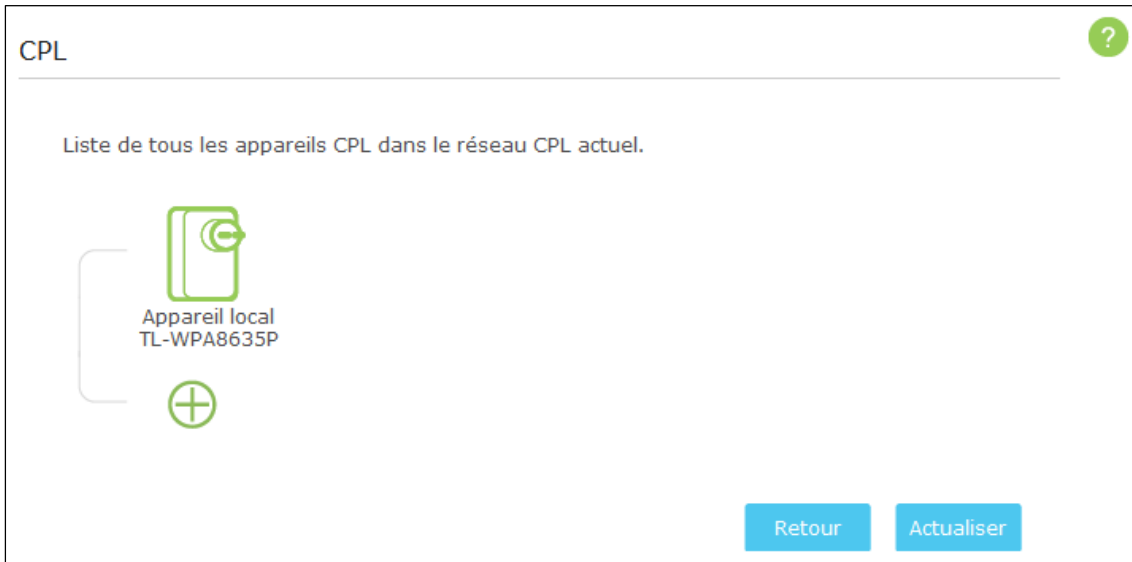 CPL
?
Liste de tous les appareils CPL dans le réseau CPL actuel.
Appareil local
TL-WPA8635P
Retour
Actualiser